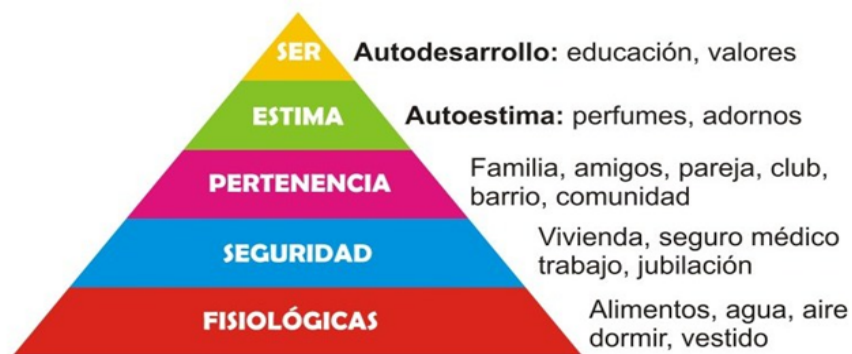 SER
Autodesarrollo: educación, valores
ESTIMA
Autoestima: perfumes, adornos
PERTENENCIA
Familia, amigos, pareja, club,
barrio, comunidad
SEGURIDAD
Vivienda, seguro médico
trabajo, jubilación
FISIOLÓGICAS
Alimentos, agua, aire
dormir, vestido